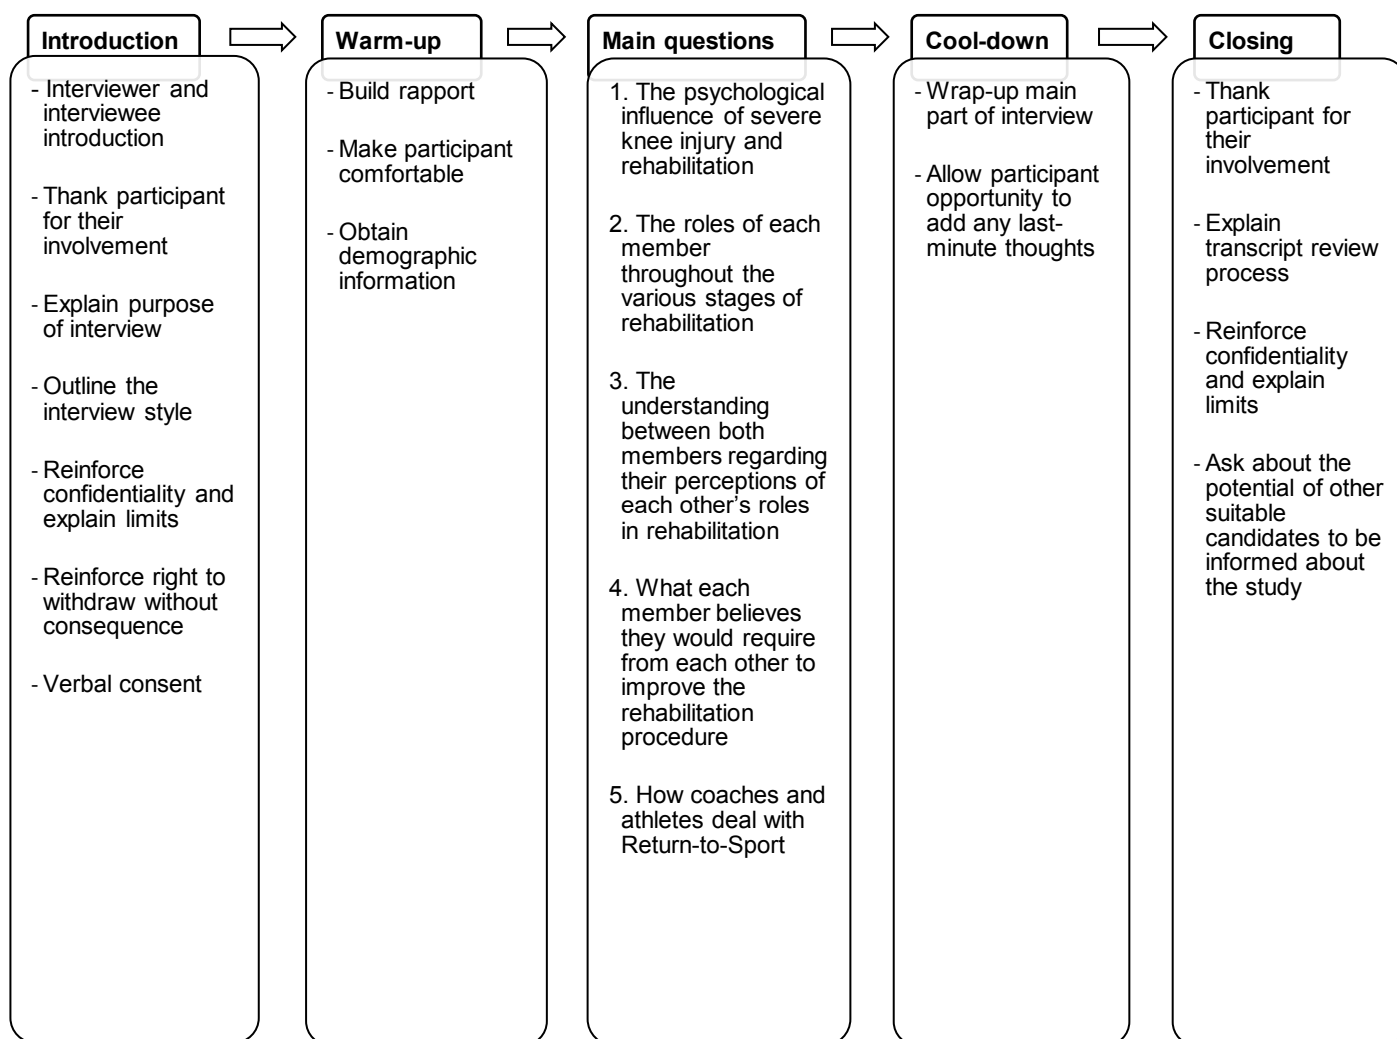 Introduction
- Interviewer and
interviewee
introduction
- Thank participant
for their
involvement
- Explain purpose
of interview
- Outline the
interview style
- Reinforce
confidentiality and
explain limits
- Reinforce right to
withdraw without
consequence
- Verbal consent
Warm-up
- Build rapport
- Make participant
comfortable
- Obtain
demographic
information
Main questions
1. The psychological
influence of severe
knee injury and
rehabilitation
2. The roles of each
member
throughout the
various stages of
rehabilitation
3. The
understanding
between both
members regarding
their perceptions of
each other’s roles
in rehabilitation
4. What each
member believes
they would require
from each other to
improve the
rehabilitation
procedure
5. How coaches and
athletes deal with
Return-to-Sport
Cool-down
- Wrap-up main
part of interview
- Allow participant
opportunity to
add any last-
minute thoughts
Closing
- Thank
participant for
their
involvement
- Explain
transcript review
process
- Reinforce
confidentiality
and explain
limits
- Ask about the
potential of other
suitable
candidates to be
informed about
the study